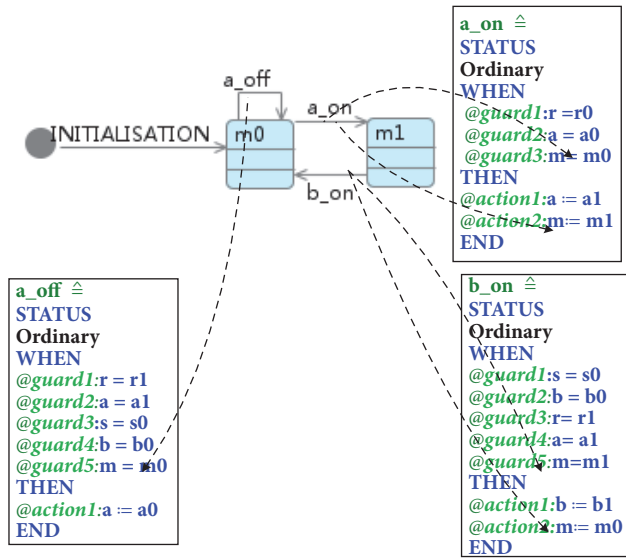 a_off
a_on
INITIALISATION
m0
m1
b_on
a_on ≙
STATUS
Ordinary
WHEN
@guard1:r =r0
@guard2:a = a0
@guard3:m= m0
THEN
@action1:a := a1
@action2:m:= m1
END
a_off ≙
STATUS
Ordinary
WHEN
@guard1:r = r1
@guard2:a = a1
@guard3:s = s0
@guard4:b = b0
@guard5:m = m0
THEN
@action1:a := a0
END
b_on ≙
STATUS
Ordinary
WHEN
@guard1:s = s0
@guard2:b = b0
@guard3:r= r1
@guard4:a= a1
@guard5:m=m1
THEN
@action1:b := b1
@action2:m:= m0
END